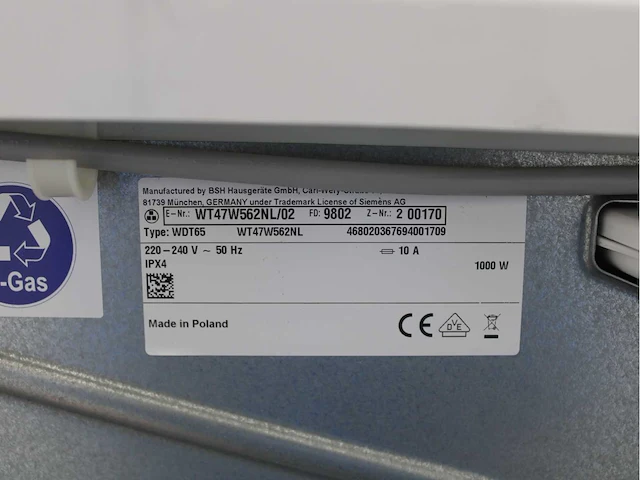 Manufactured by BSH Hausgeräte GmbH, Carl-Wery-
81739 München, GERMANY under Trademark License of Siemens AG
E-Nr.: WT47W562NL/02 FD: 9802 Z-Nr.: 2 00170
Type: WDT65 WT47W562NL 468020367694001709
220-240 V ~ 50 Hz 10 A
IPX4 1000 W
Made in Poland CE VDE
-Gas